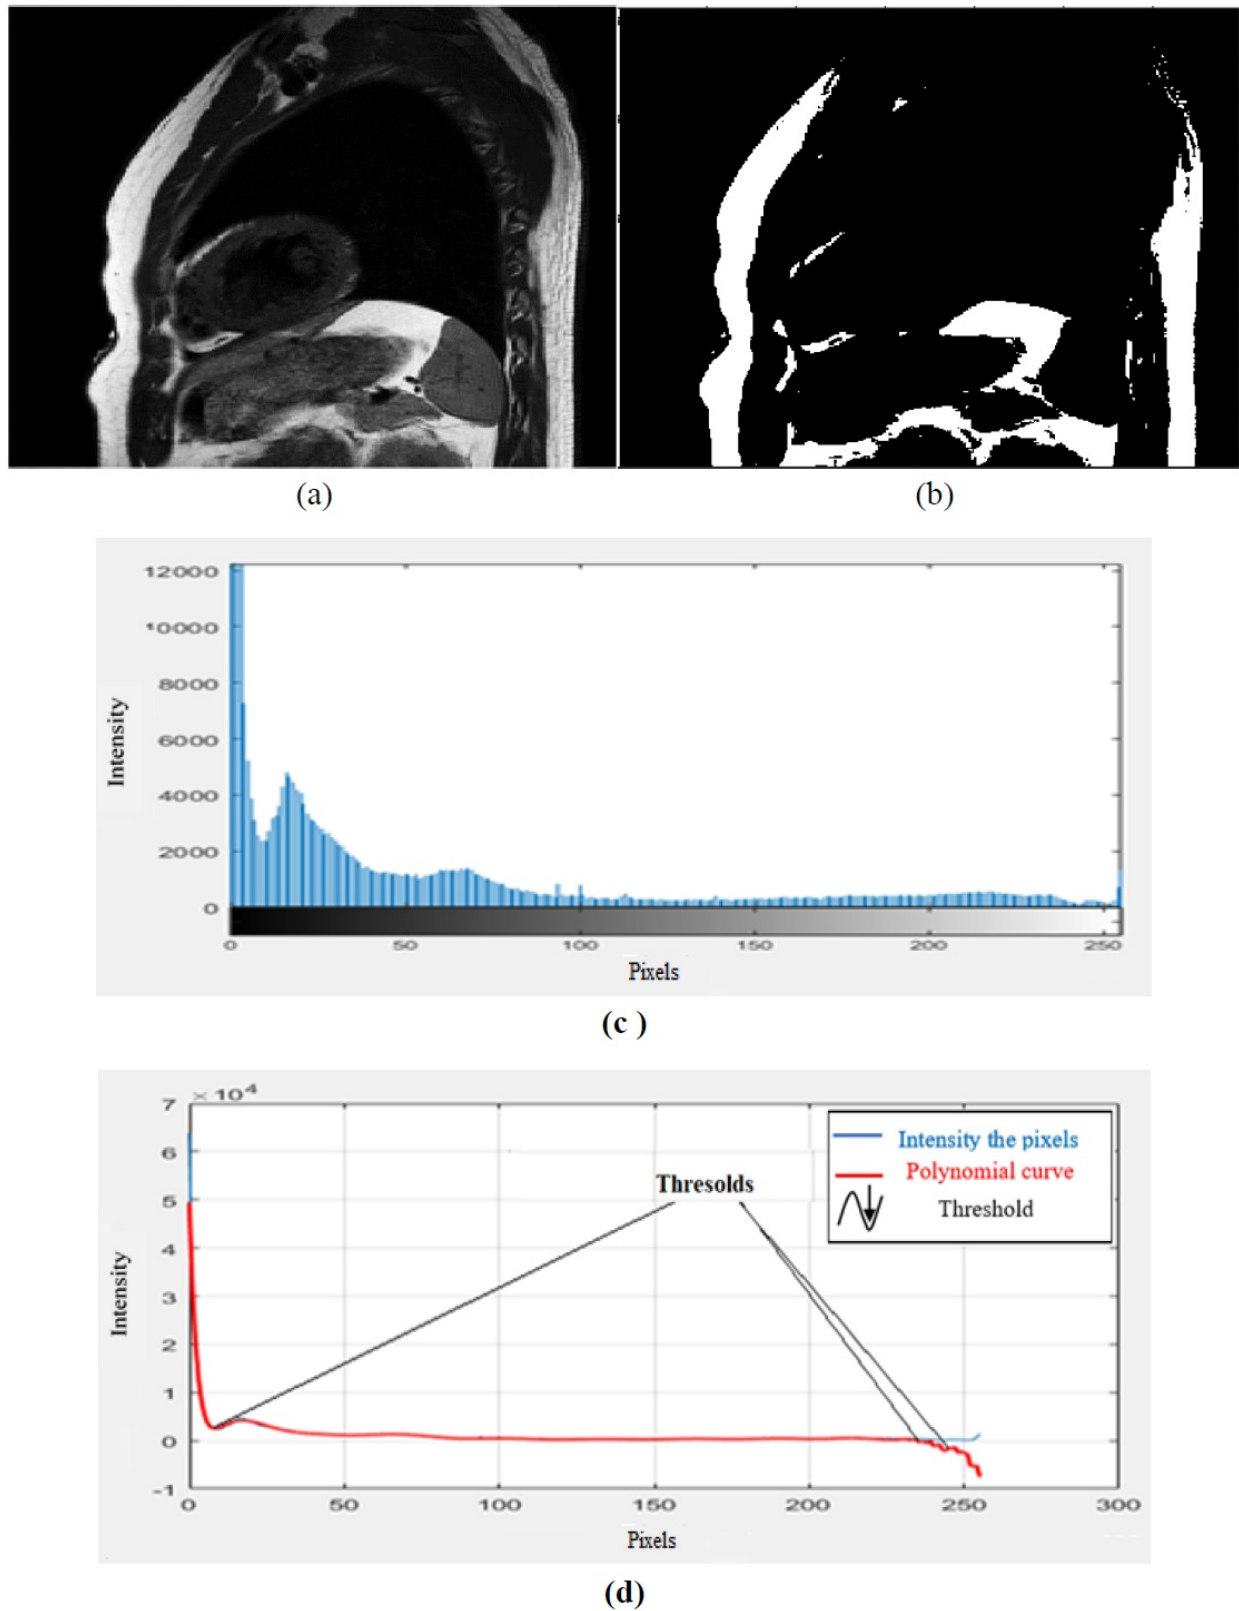 (a)
(b)
12000
10000
8000
6000
4000
2000
0
Intensity
0 50 100 150 200 250
Pixels
(c )
× 10⁴
7
6
5
4
3
2
1
0
-1
Intensity
Thresolds
Intensity the pixels
Polynomial curve
Threshold
0 50 100 150 200 250 300
Pixels
(d)